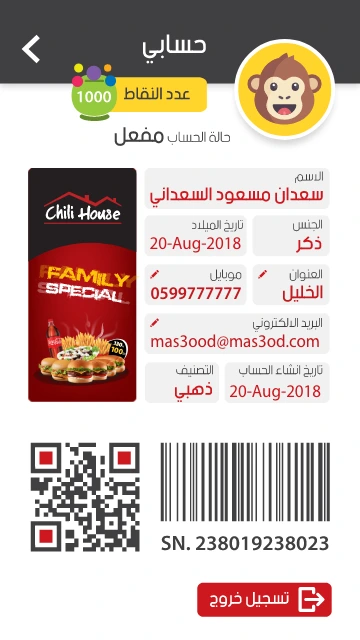 حسابي
عدد النقاط
1000
حالة الحساب مفعل
الاسم
سعدان مسعود السعداني
الجنس
ذكر
تاريخ الميلاد
20-Aug-2018
العنوان
الخليل
موبايل
0599777777
البريد الالكتروني
mas3ood@mas3od.com
تاريخ انشاء الحساب
20-Aug-2018
التصنيف
ذهبي
Chili House
FAMILY
SPECIAL
SN. 238019238023
تسجيل خروج